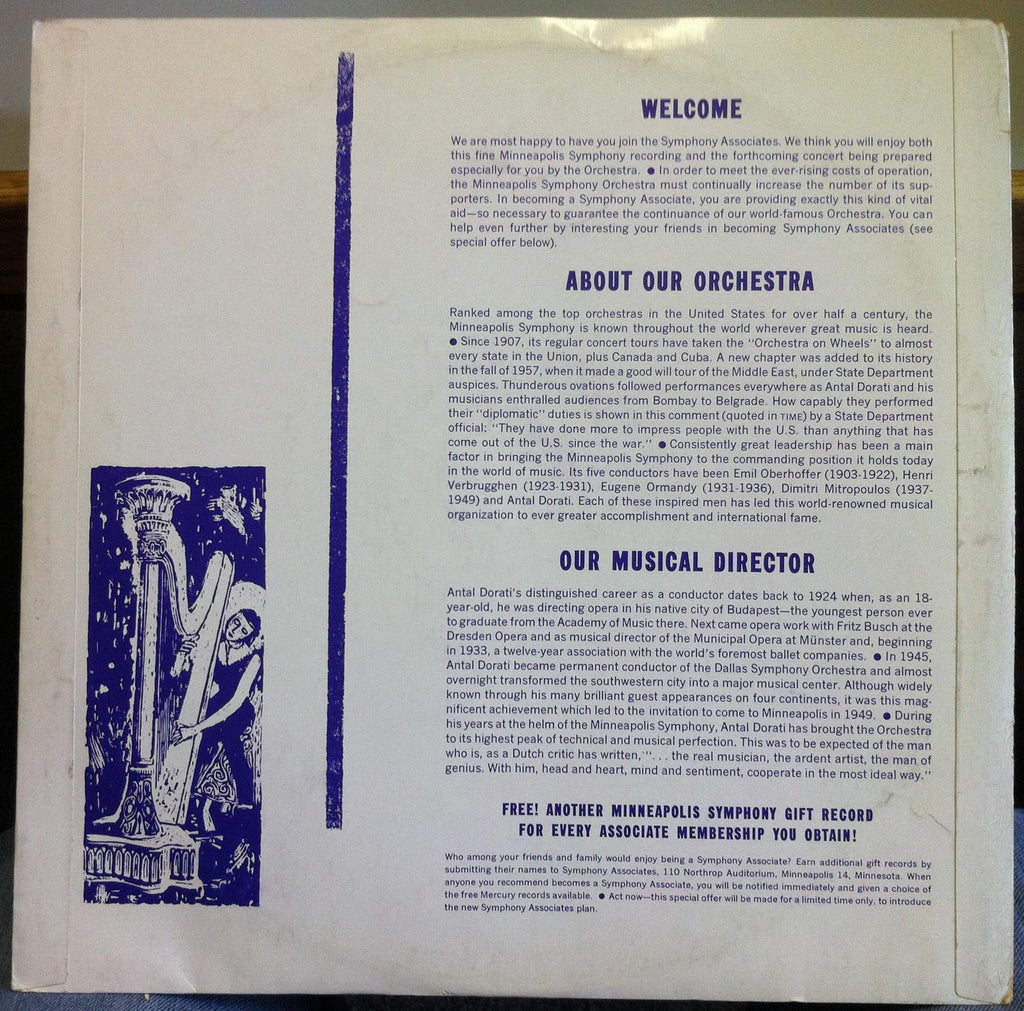 WELCOME
We are most happy to have you join the Symphony Associates. We think you will enjoy both
this fine Minneapolis Symphony recording and the forthcoming concert being prepared
especially for you by the Orchestra. ● In order to meet the ever-rising costs of operation,
the Minneapolis Symphony Orchestra must continually increase the number of its sup-
porters. In becoming a Symphony Associate, you are providing exactly this kind of vital
aid—so necessary to guarantee the continuance of our world-famous Orchestra. You can
help even further by interesting your friends in becoming Symphony Associates (see
special offer below).
ABOUT OUR ORCHESTRA
Ranked among the top orchestras in the United States for over half a century, the
Minneapolis Symphony is known throughout the world wherever great music is heard.
● Since 1907, its regular concert tours have taken the "Orchestra on Wheels" to almost
every state in the Union, plus Canada and Cuba. A new chapter was added to its history
in the fall of 1957, when it made a good will tour of the Middle East, under State Department
auspices. Thunderous ovations followed performances everywhere as Antal Dorati and his
musicians enthralled audiences from Bombay to Belgrade. How capably they performed
their "diplomatic" duties is shown in this comment (quoted in TIME) by a State Department
official: "They have done more to impress people with the U.S. than anything that has
come out of the U.S. since the war." ● Consistently great leadership has been a main
factor in bringing the Minneapolis Symphony to the commanding position it holds today
in the world of music. Its five conductors have been Emil Oberhoffer (1903-1922), Henri
Verbrugghen (1923-1931), Eugene Ormandy (1931-1936), Dimitri Mitropoulos (1937-
1949) and Antal Dorati. Each of these inspired men has led this world-renowned musical
organization to ever greater accomplishment and international fame.
OUR MUSICAL DIRECTOR
Antal Dorati's distinguished career as a conductor dates back to 1924 when, as an 18-
year-old, he was directing opera in his native city of Budapest—the youngest person ever
to graduate from the Academy of Music there. Next came opera work with Fritz Busch at the
Dresden Opera and as musical director of the Municipal Opera at Münster and, beginning
in 1933, a twelve-year association with the world's foremost ballet companies. ● In 1945,
Antal Dorati became permanent conductor of the Dallas Symphony Orchestra and almost
overnight transformed the southwestern city into a major musical center. Although widely
known through his many brilliant guest appearances on four continents, it was this mag-
nificent achievement which led to the invitation to come to Minneapolis in 1949. ● During
his years at the helm of the Minneapolis Symphony, Antal Dorati has brought the Orchestra
to its highest peak of technical and musical perfection. This was to be expected of the man
who is, as a Dutch critic has written, ". . . the real musician, the ardent artist, the man of
genius. With him, head and heart, mind and sentiment, cooperate in the most ideal way."
FREE! ANOTHER MINNEAPOLIS SYMPHONY GIFT RECORD
FOR EVERY ASSOCIATE MEMBERSHIP YOU OBTAIN!
Who among your friends and family would enjoy being a Symphony Associate? Earn additional gift records by
submitting their names to Symphony Associates, 110 Northrop Auditorium, Minneapolis 14, Minnesota. When
anyone you recommend becomes a Symphony Associate, you will be notified immediately and given a choice of
the free Mercury records available. ● Act now—this special offer will be made for a limited time only, to introduce
the new Symphony Associates plan.